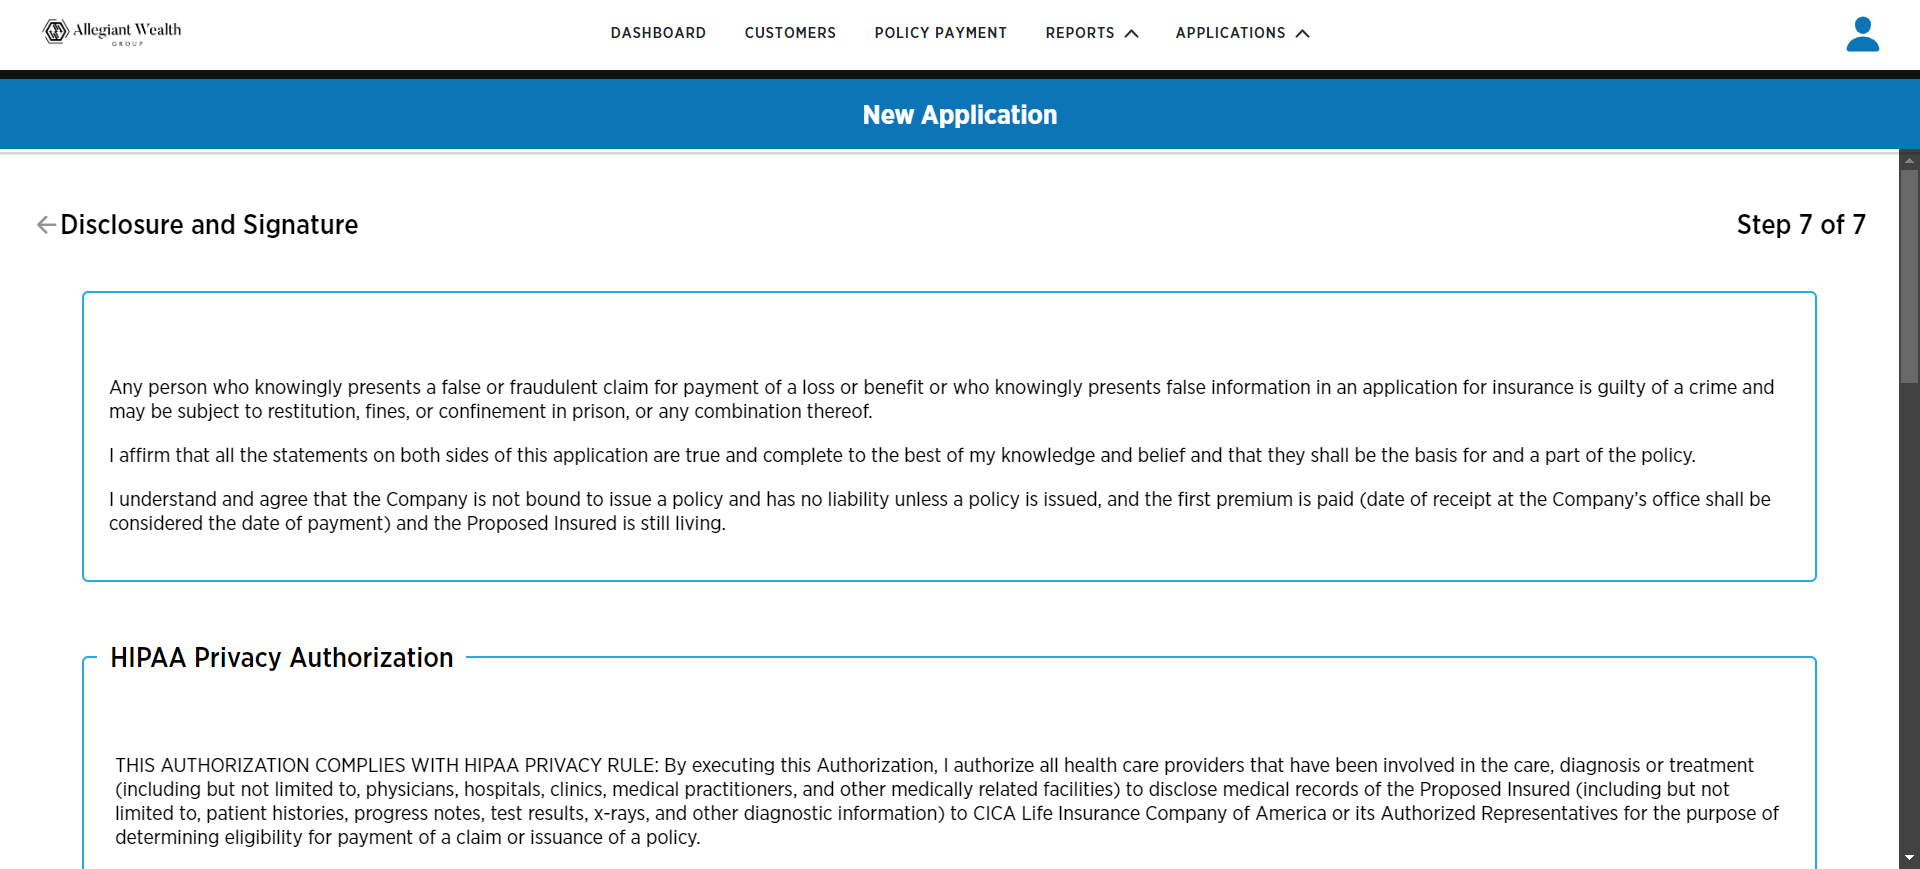 Allegiant Wealth
GROUP
DASHBOARD CUSTOMERS POLICY PAYMENT REPORTS APPLICATIONS
New Application
Disclosure and Signature
Step 7 of 7
Any person who knowingly presents a false or fraudulent claim for payment of a loss or benefit or who knowingly presents false information in an application for insurance is guilty of a crime and
may be subject to restitution, fines, or confinement in prison, or any combination thereof.
I affirm that all the statements on both sides of this application are true and complete to the best of my knowledge and belief and that they shall be the basis for and a part of the policy.
I understand and agree that the Company is not bound to issue a policy and has no liability unless a policy is issued, and the first premium is paid (date of receipt at the Company’s office shall be
considered the date of payment) and the Proposed Insured is still living.
HIPAA Privacy Authorization
THIS AUTHORIZATION COMPLIES WITH HIPAA PRIVACY RULE: By executing this Authorization, I authorize all health care providers that have been involved in the care, diagnosis or treatment
(including but not limited to, physicians, hospitals, clinics, medical practitioners, and other medically related facilities) to disclose medical records of the Proposed Insured (including but not
limited to, patient histories, progress notes, test results, x-rays, and other diagnostic information) to CICA Life Insurance Company of America or its Authorized Representatives for the purpose of
determining eligibility for payment of a claim or issuance of a policy.